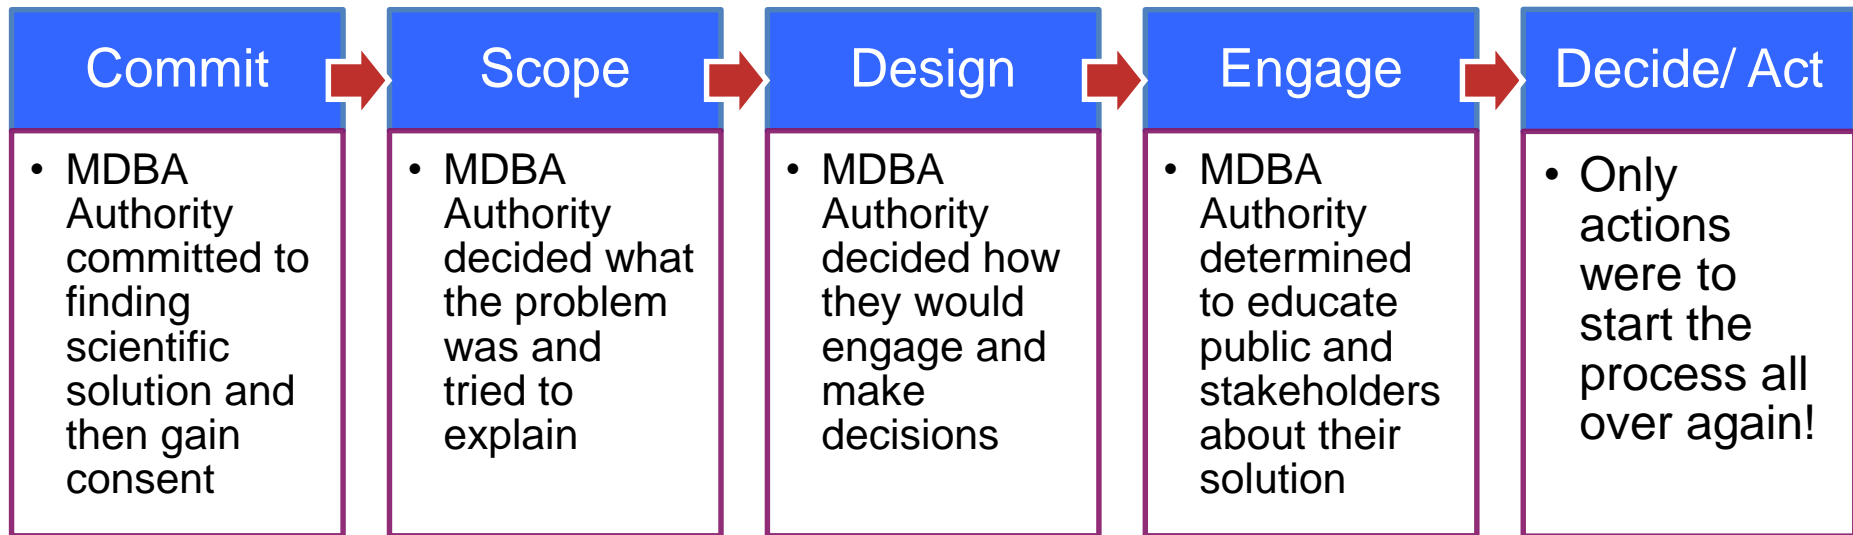 Commit
• MDBA
Authority
committed to
finding
scientific
solution and
then gain
consent
Scope
• MDBA
Authority
decided what
the problem
was and
tried to
explain
Design
• MDBA
Authority
decided how
they would
engage and
make
decisions
Engage
• MDBA
Authority
determined
to educate
public and
stakeholders
about their
solution
Decide/ Act
• Only
actions
were to
start the
process all
over again!